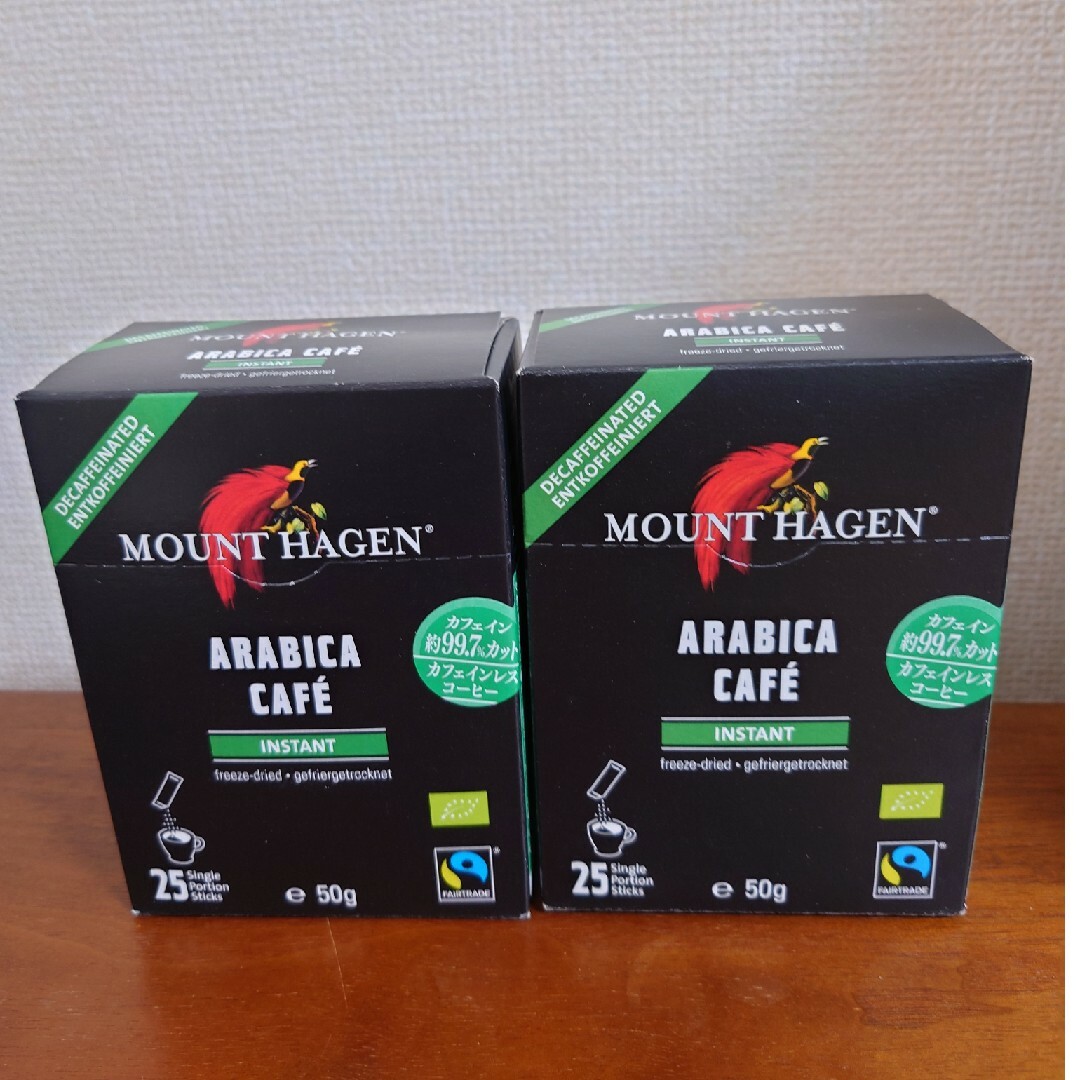 MOUNT HAGEN®
ARABICA CAFÉ
INSTANT
freeze-dried • gefriergetrocknet
DECAFFEINATED
ENTKOFFEINIERT
MOUNT HAGEN®
カフェイン
約99.7%カット
カフェインレス
コーヒー
ARABICA
CAFÉ
INSTANT
freeze-dried • gefriergetrocknet
25 Single
Portion
Sticks
℮ 50g
FAIRTRADE
MOUNT HAGEN®
ARABICA CAFÉ
INSTANT
freeze-dried • gefriergetrocknet
DECAFFEINATED
ENTKOFFEINIERT
MOUNT HAGEN®
カフェイン
約99.7%カット
カフェインレス
コーヒー
ARABICA
CAFÉ
INSTANT
freeze-dried • gefriergetrocknet
25 Single
Portion
Sticks
℮ 50g
FAIRTRADE